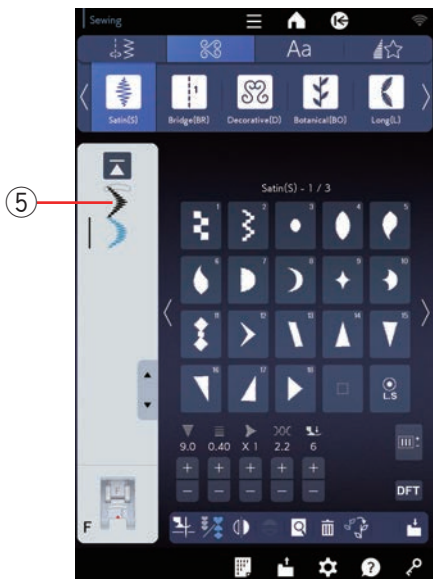 Sewing
Aa
1
Satin(S) Bridge(BR) Decorative(D) Botanical(BO) Long(L)
5
Satin(S) - 1 / 3
1 2 3 4 5
6 7 8 9 10
11 12 13 14 15
16 17 18
L.S
9.0 0.40 X 1 2.2 6
+ + + + +
− − − − −
DFT
F
?